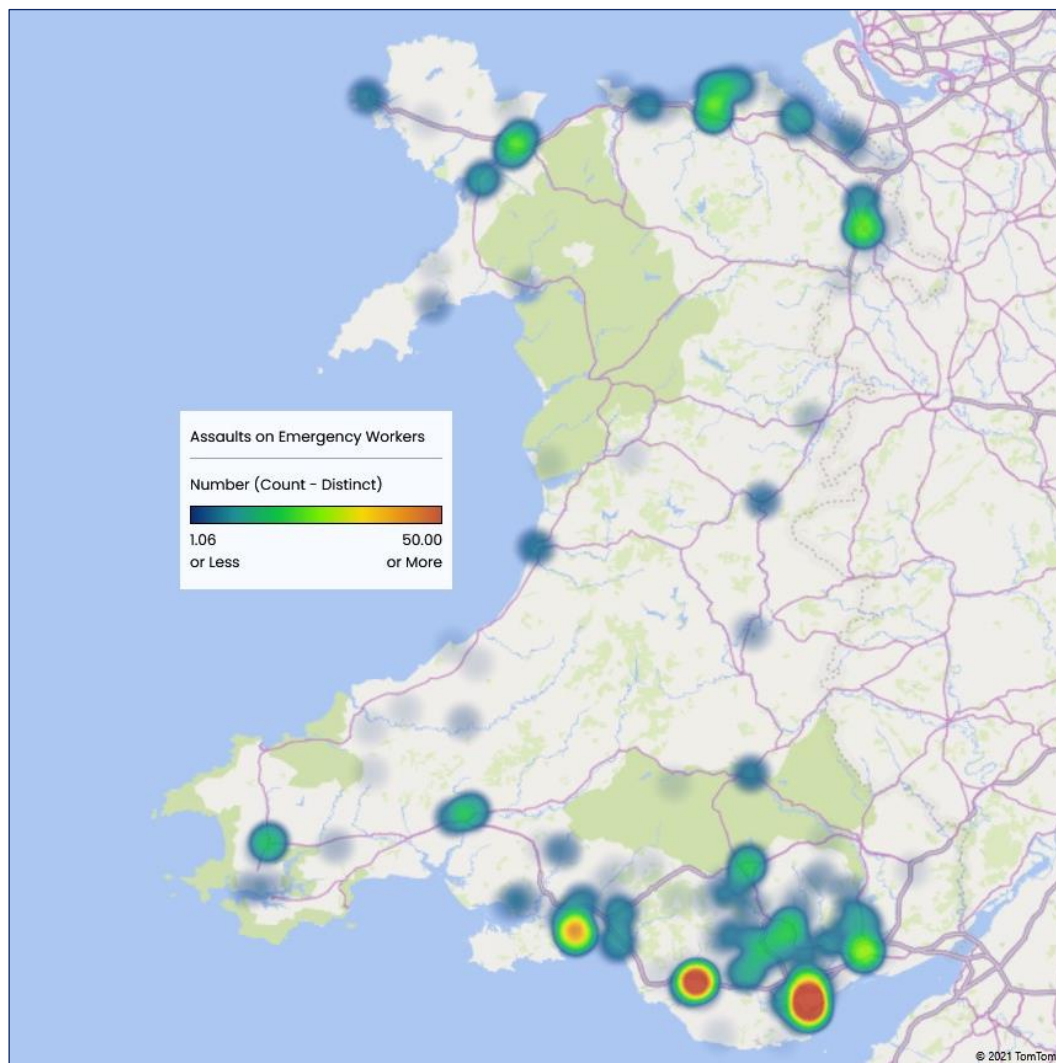 Assaults on Emergency Workers
Number (Count - Distinct)
1.06 50.00
or Less or More
© 2021 TomTom